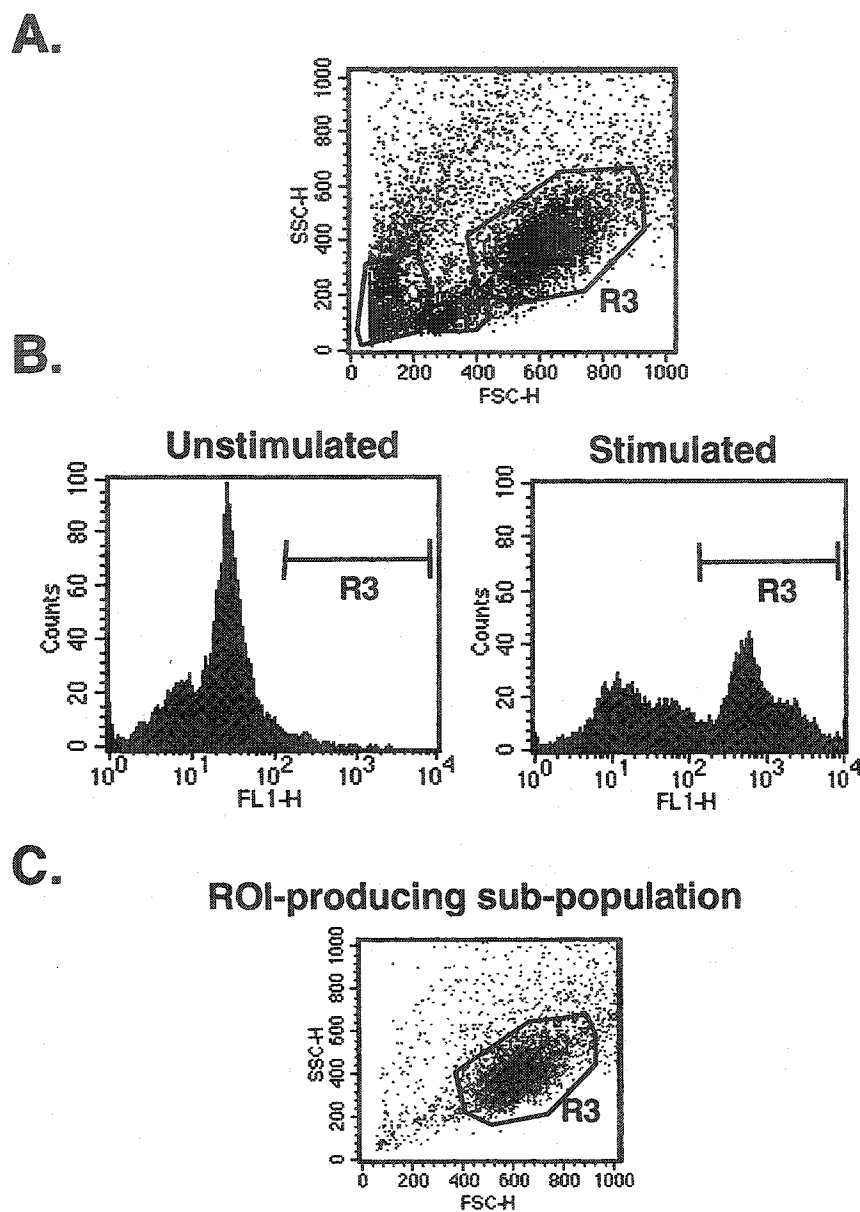 A.
1000
800
600
400
200
0
SSC-H
R3
0 200 400 600 800 1000
FSC-H
B.
Unstimulated
100
80
60
40
20
0
Counts
R3
10^0 10^1 10^2 10^3 10^4
FL1-H
Stimulated
100
80
60
40
20
0
Counts
R3
10^0 10^1 10^2 10^3 10^4
FL1-H
C.
ROI-producing sub-population
1000
800
600
400
200
0
SSC-H
R3
0 200 400 600 800 1000
FSC-H